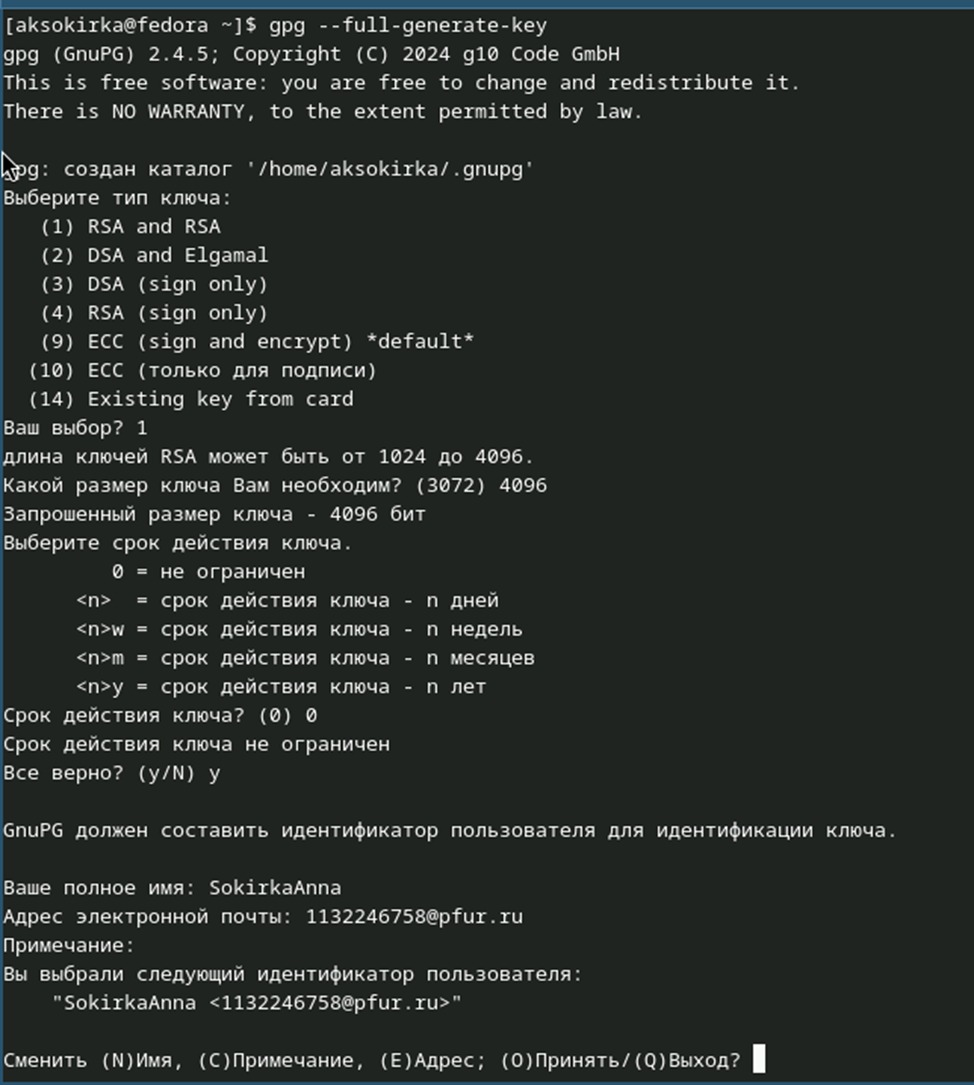 [aksokirka@fedora ~]$ gpg --full-generate-key
gpg (GnuPG) 2.4.5; Copyright (C) 2024 g10 Code GmbH
This is free software: you are free to change and redistribute it.
There is NO WARRANTY, to the extent permitted by law.

gpg: создан каталог '/home/aksokirka/.gnupg'
Выберите тип ключа:
   (1) RSA and RSA
   (2) DSA and Elgamal
   (3) DSA (sign only)
   (4) RSA (sign only)
   (9) ECC (sign and encrypt) *default*
  (10) ECC (только для подписи)
  (14) Existing key from card
Ваш выбор? 1
длина ключей RSA может быть от 1024 до 4096.
Какой размер ключа Вам необходим? (3072) 4096
Запрошенный размер ключа - 4096 бит
Выберите срок действия ключа.
         0 = не ограничен
      <n>  = срок действия ключа - n дней
      <n>w = срок действия ключа - n недель
      <n>m = срок действия ключа - n месяцев
      <n>y = срок действия ключа - n лет
Срок действия ключа? (0) 0
Срок действия ключа не ограничен
Все верно? (y/N) y

GnuPG должен составить идентификатор пользователя для идентификации ключа.

Ваше полное имя: SokirkaAnna
Адрес электронной почты: 1132246758@pfur.ru
Примечание:
Вы выбрали следующий идентификатор пользователя:
    "SokirkaAnna <1132246758@pfur.ru>"

Сменить (N)Имя, (C)Примечание, (E)Адрес; (O)Принять/(Q)Выход?